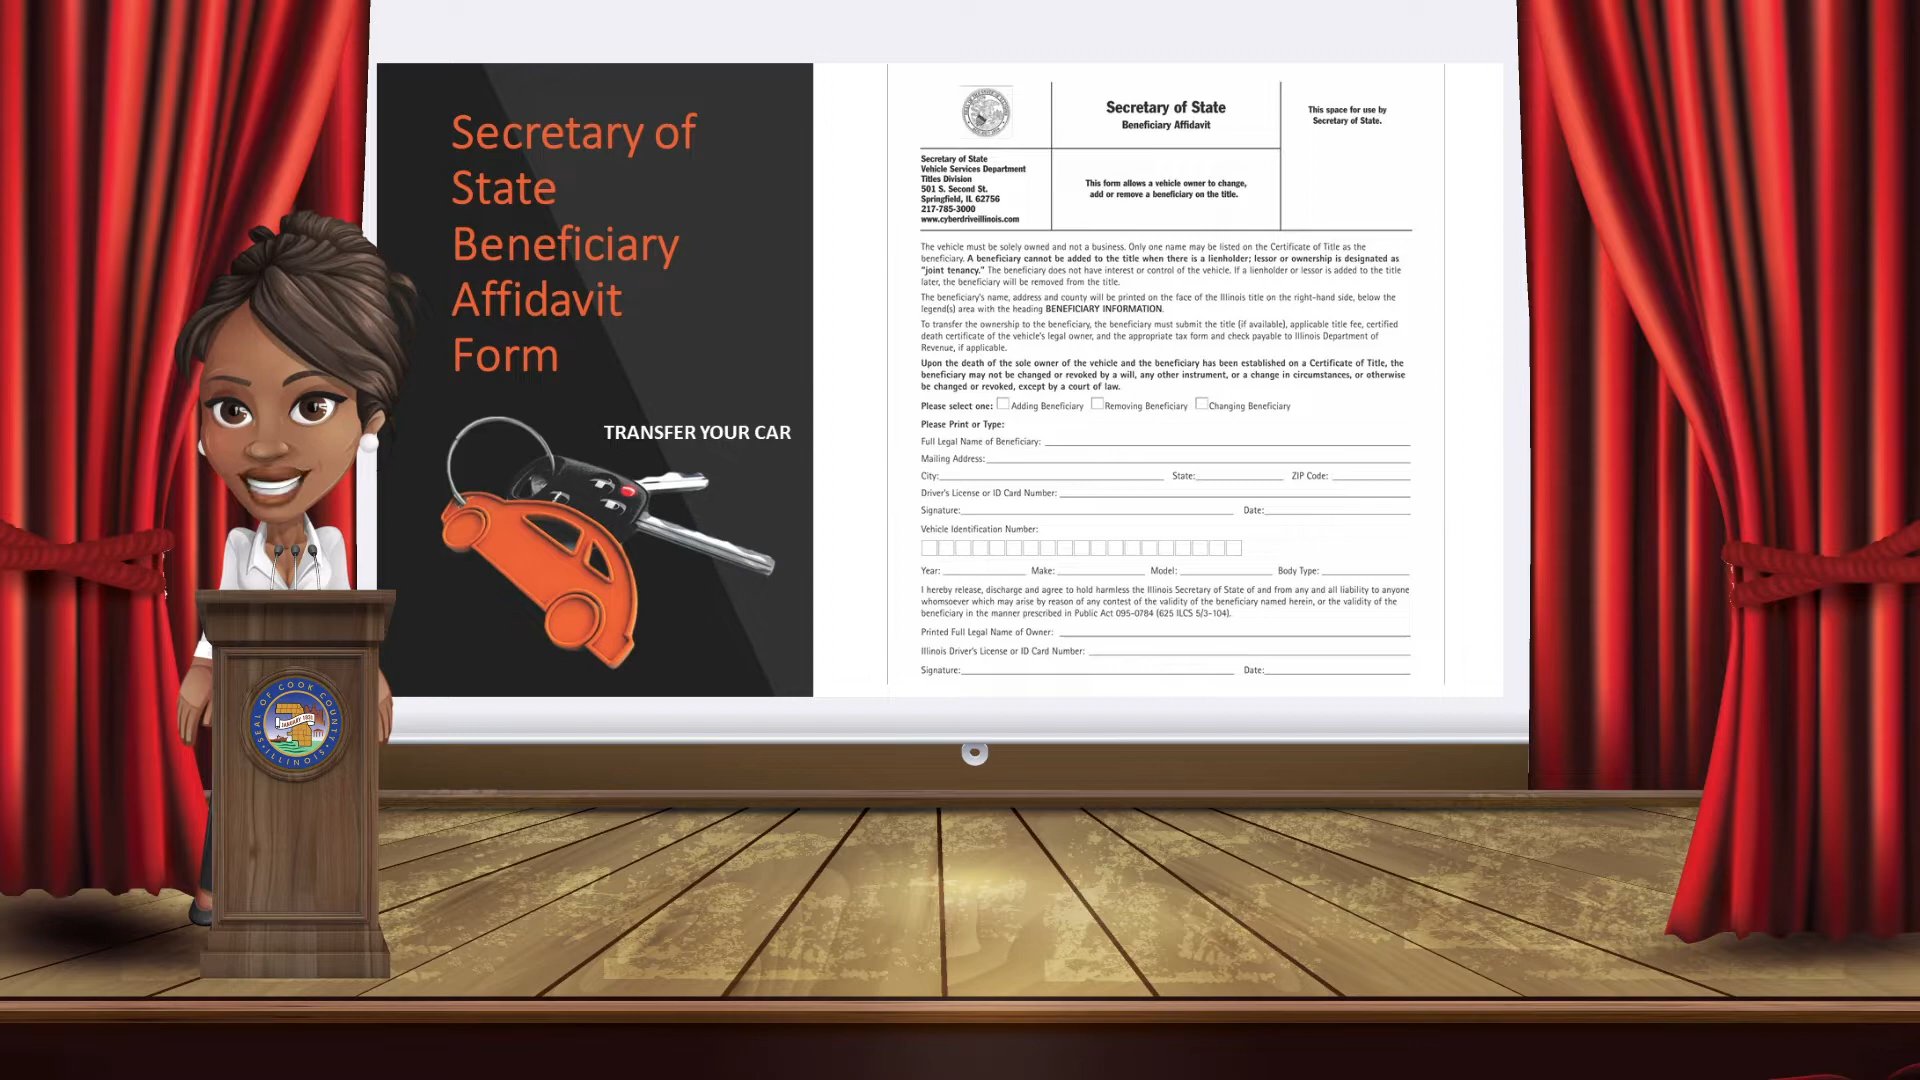 Secretary of
State
Beneficiary
Affidavit
Form
TRANSFER YOUR CAR
Secretary of State
Beneficiary Affidavit
This space for use by
Secretary of State.
Secretary of State
Vehicle Services Department
Titles Division
501 S. Second St.
Springfield, IL 62756
217-785-3000
www.cyberdriveillinois.com
This form allows a vehicle owner to change,
add or remove a beneficiary on the title.
The vehicle must be solely owned and not a business. Only one name may be listed on the Certificate of Title as the
beneficiary. A beneficiary cannot be added to the title when there is a lienholder; lessor or ownership is designated as
"joint tenancy." The beneficiary does not have interest or control of the vehicle. If a lienholder or lessor is added to the title
later, the beneficiary will be removed from the title.
The beneficiary's name, address and county will be printed on the face of the Illinois title on the right-hand side, below the
legend(s) area with the heading BENEFICIARY INFORMATION.
To transfer the ownership to the beneficiary, the beneficiary must submit the title (if available), applicable title fee, certified
death certificate of the vehicle's legal owner, and the appropriate tax form and check payable to Illinois Department of
Revenue, if applicable.
Upon the death of the sole owner of the vehicle and the beneficiary has been established on a Certificate of Title, the
beneficiary may not be changed or revoked by a will, any other instrument, or a change in circumstances, or otherwise
be changed or revoked, except by a court of law.
Please select one: Adding Beneficiary Removing Beneficiary Changing Beneficiary
Please Print or Type:
Full Legal Name of Beneficiary:
Mailing Address:
City: State: ZIP Code:
Driver's License or ID Card Number:
Signature: Date:
Vehicle Identification Number:
Year: Make: Model: Body Type:
I hereby release, discharge and agree to hold harmless the Illinois Secretary of State of and from any and all liability to anyone
whomsoever which may arise by reason of any contest of the validity of the beneficiary named herein, or the validity of the
beneficiary in the manner prescribed in Public Act 095-0784 (625 ILCS 5/3-104).
Printed Full Legal Name of Owner:
Illinois Driver's License or ID Card Number:
Signature: Date:
SEAL OF COOK COUNTY
JANUARY 1831
ILLINOIS